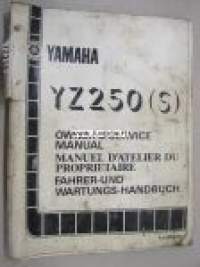 YAMAHA
YZ250(S)
OWNER'S SERVICE
MANUAL
MANUEL D'ATELIER DU
PROPRIETAIRE
FAHRER-UND
WARTUNGS-HANDBUCH